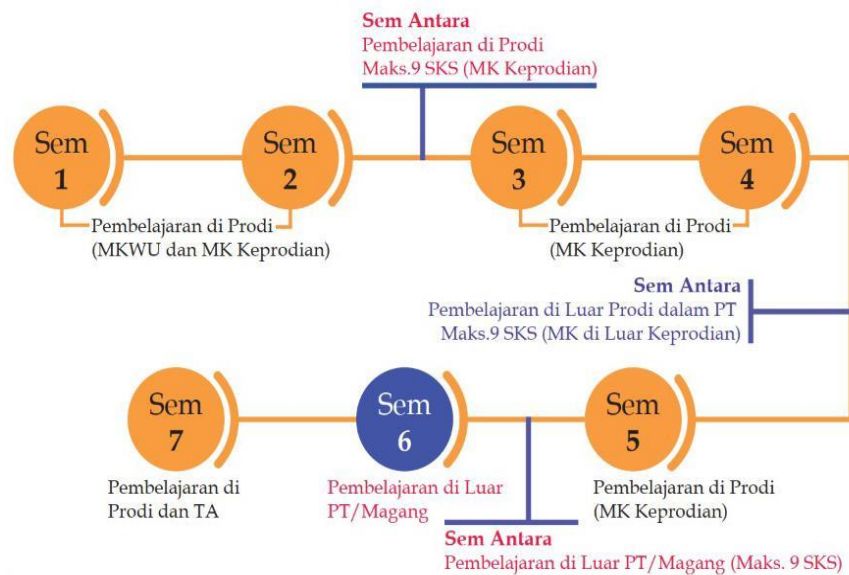 Sem Antara
Pembelajaran di Prodi
Maks.9 SKS (MK Keprodian)
Sem
1
Sem
2
Sem
3
Sem
4
Pembelajaran di Prodi
(MKWU dan MK Keprodian)
Pembelajaran di Prodi
(MK Keprodian)
Sem Antara
Pembelajaran di Luar Prodi dalam PT
Maks.9 SKS (MK di Luar Keprodian)
Sem
7
Sem
6
Sem
5
Pembelajaran di
Prodi dan TA
Pembelajaran di Luar
PT/Magang
Pembelajaran di Prodi
(MK Keprodian)
Sem Antara
Pembelajaran di Luar PT/Magang (Maks. 9 SKS)